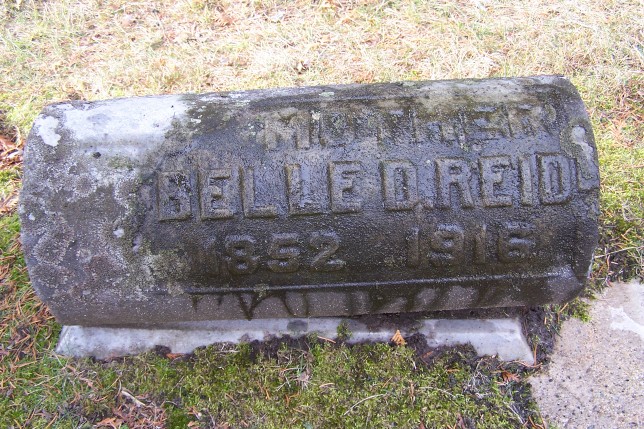 MOTHER
BELLE D. REID
1852 1916